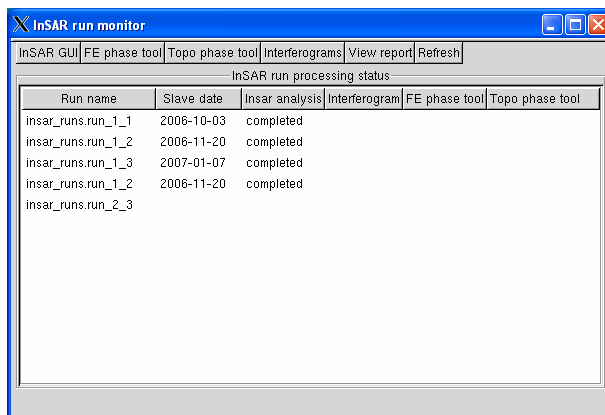 InSAR run monitor
InSAR GUI FE phase tool Topo phase tool Interferograms View report Refresh
InSAR run processing status
Run name Slave date Insar analysis Interferogram FE phase tool Topo phase tool
insar_runs.run_1_1 2006-10-03 completed
insar_runs.run_1_2 2006-11-20 completed
insar_runs.run_1_3 2007-01-07 completed
insar_runs.run_1_2 2006-11-20 completed
insar_runs.run_2_3